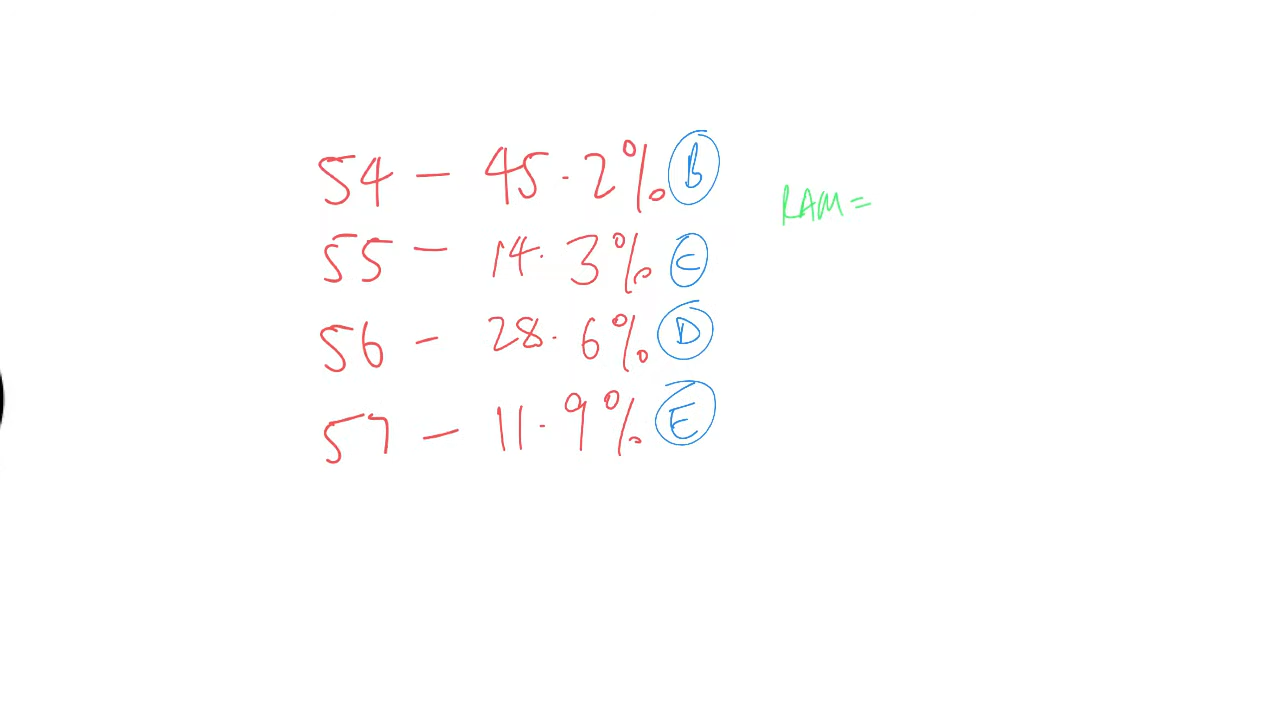 54 - 45.2% B
RAM =
55 - 14.3% C
56 - 28.6% D
57 - 11.9% E